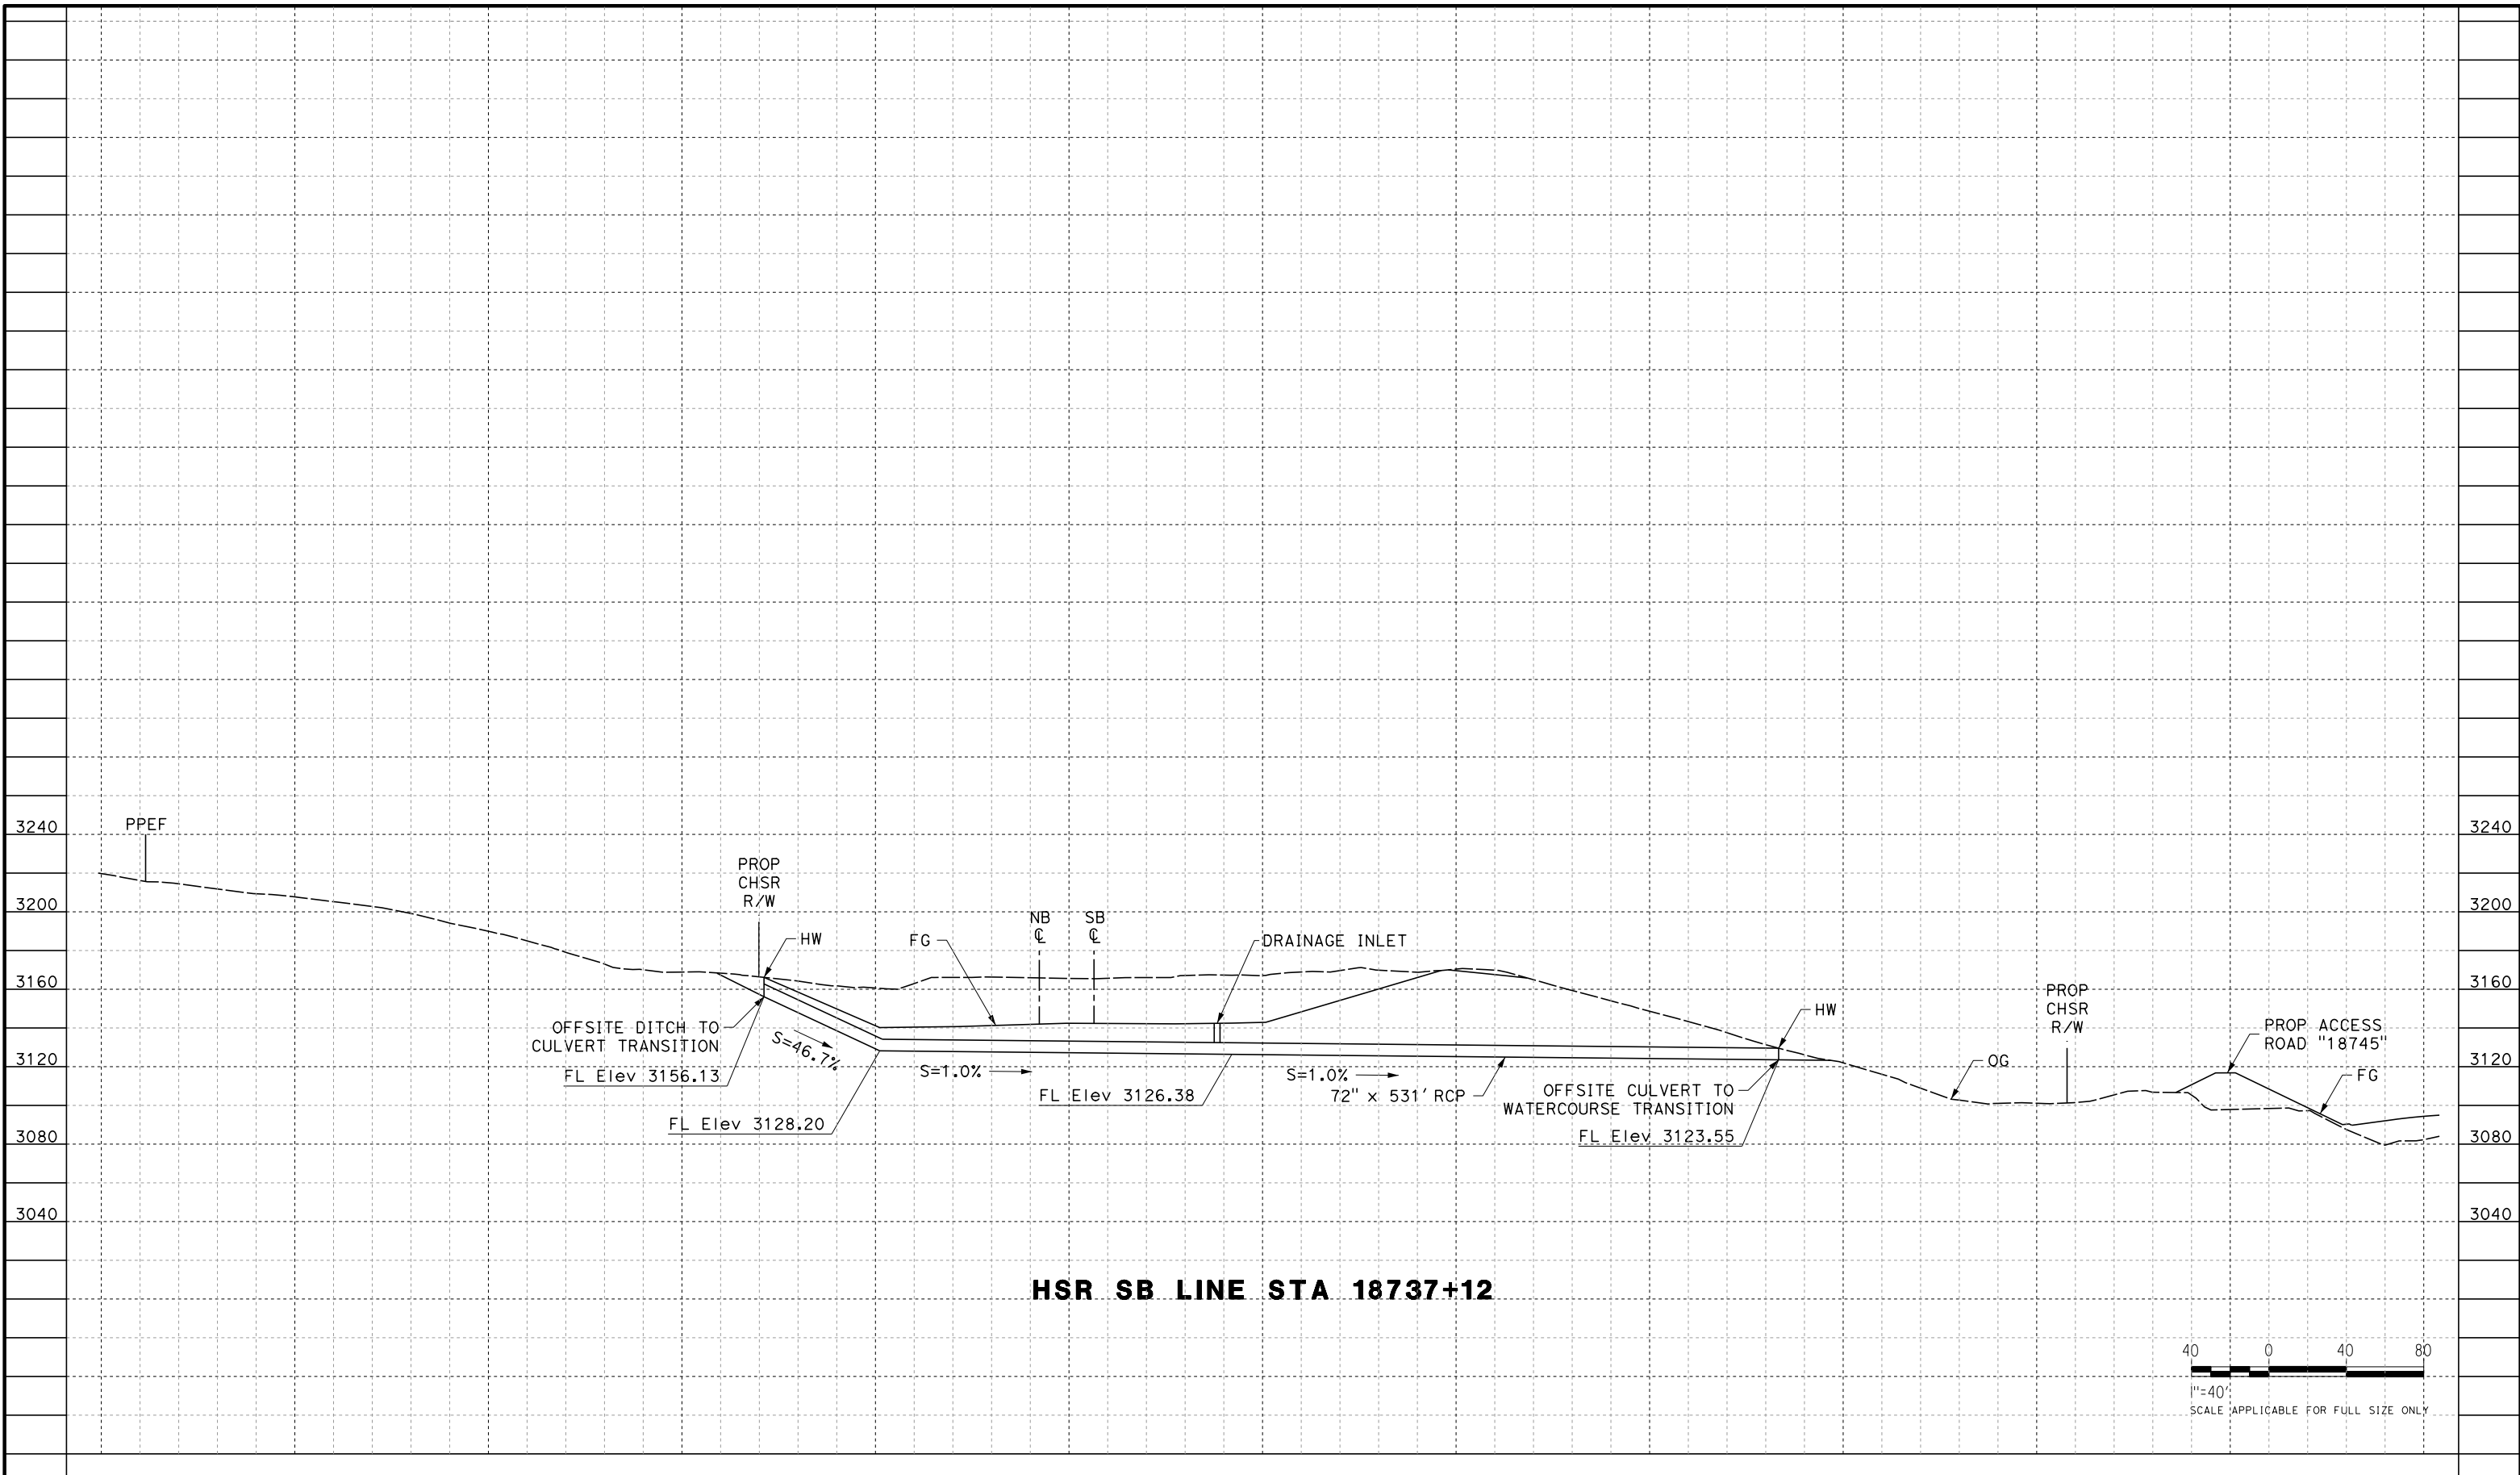 3240
PPEF
3240
PROP
CHSR
R/W
3200
3200
NB
℄
SB
℄
HW
FG
DRAINAGE INLET
3160
3160
PROP
CHSR
R/W
HW
OFFSITE DITCH TO
CULVERT TRANSITION
FL Elev 3156.13
S=46.7%
PROP ACCESS
ROAD "18745"
3120
3120
OG
FG
S=1.0%
S=1.0%
FL Elev 3126.38
72" x 531' RCP
OFFSITE CULVERT TO
WATERCOURSE TRANSITION
FL Elev 3128.20
FL Elev 3123.55
3080
3080
3040
3040
HSR SB LINE STA 18737+12
40 0 40 80
1"=40'
SCALE APPLICABLE FOR FULL SIZE ONLY